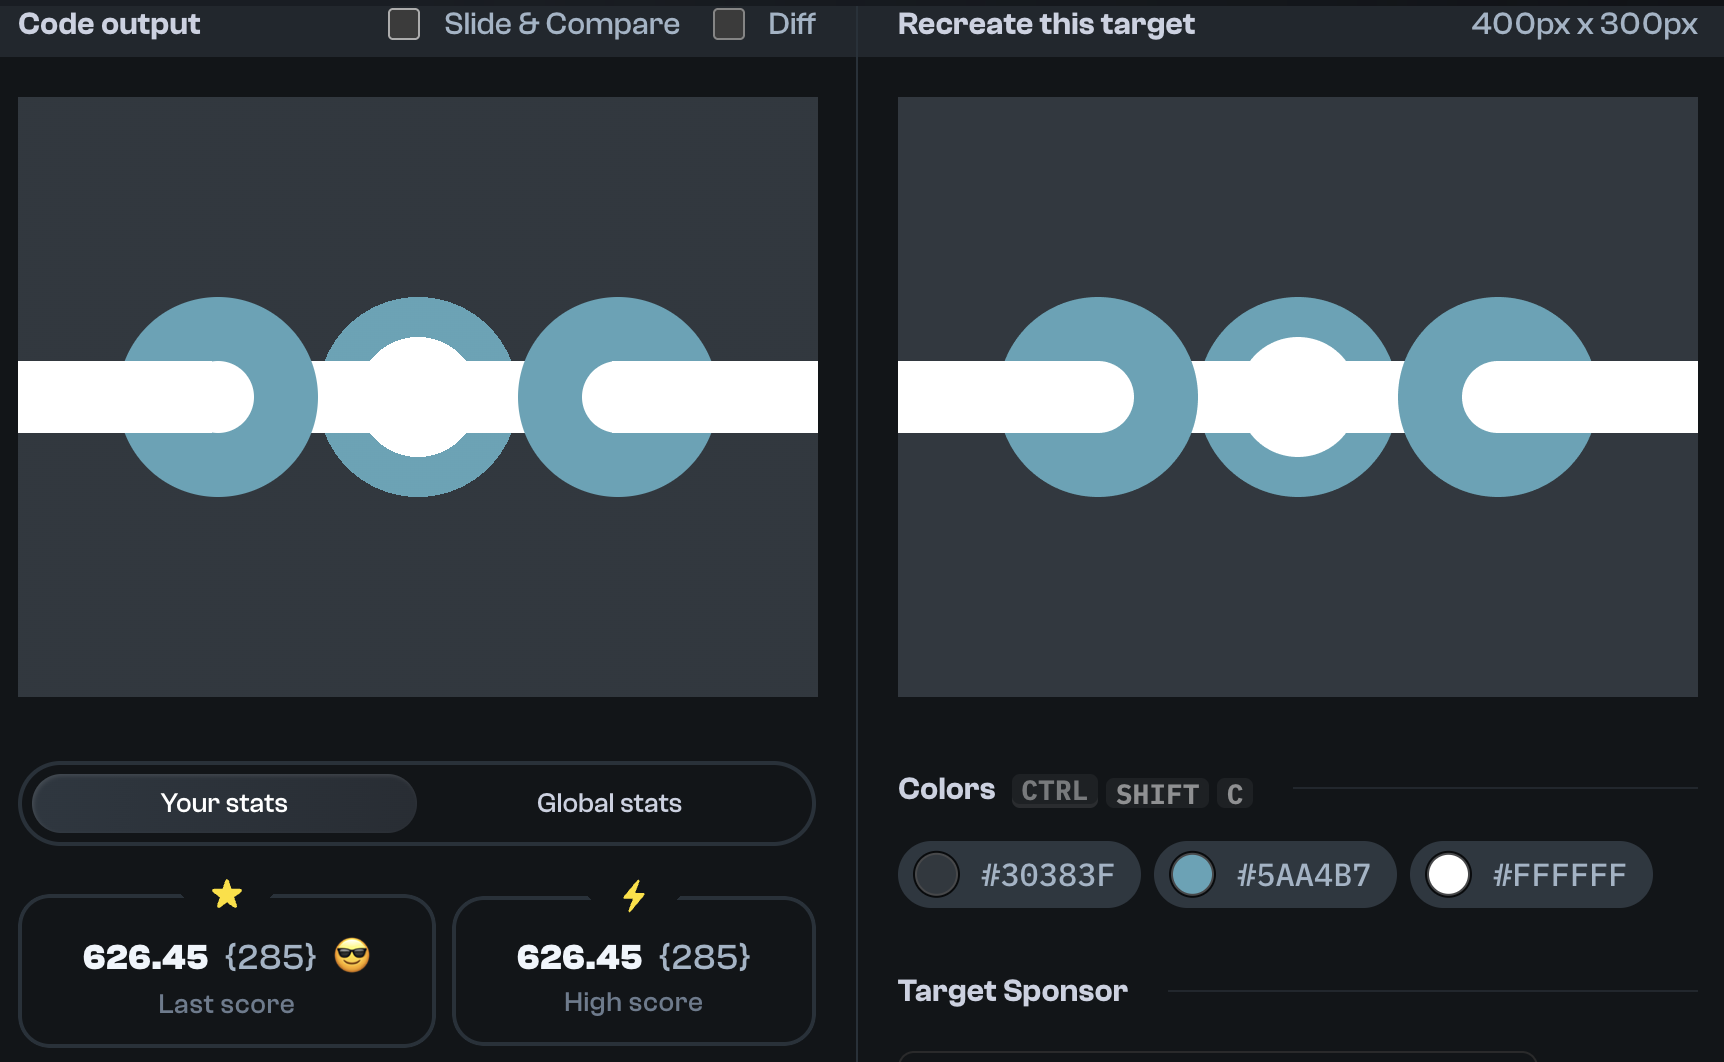 Code output
Slide & Compare
Diff
Recreate this target
400px x 300px
Your stats
Global stats
626.45 {285}
Last score
626.45 {285}
High score
Colors CTRL SHIFT C
#30383F
#5AA4B7
#FFFFFF
Target Sponsor